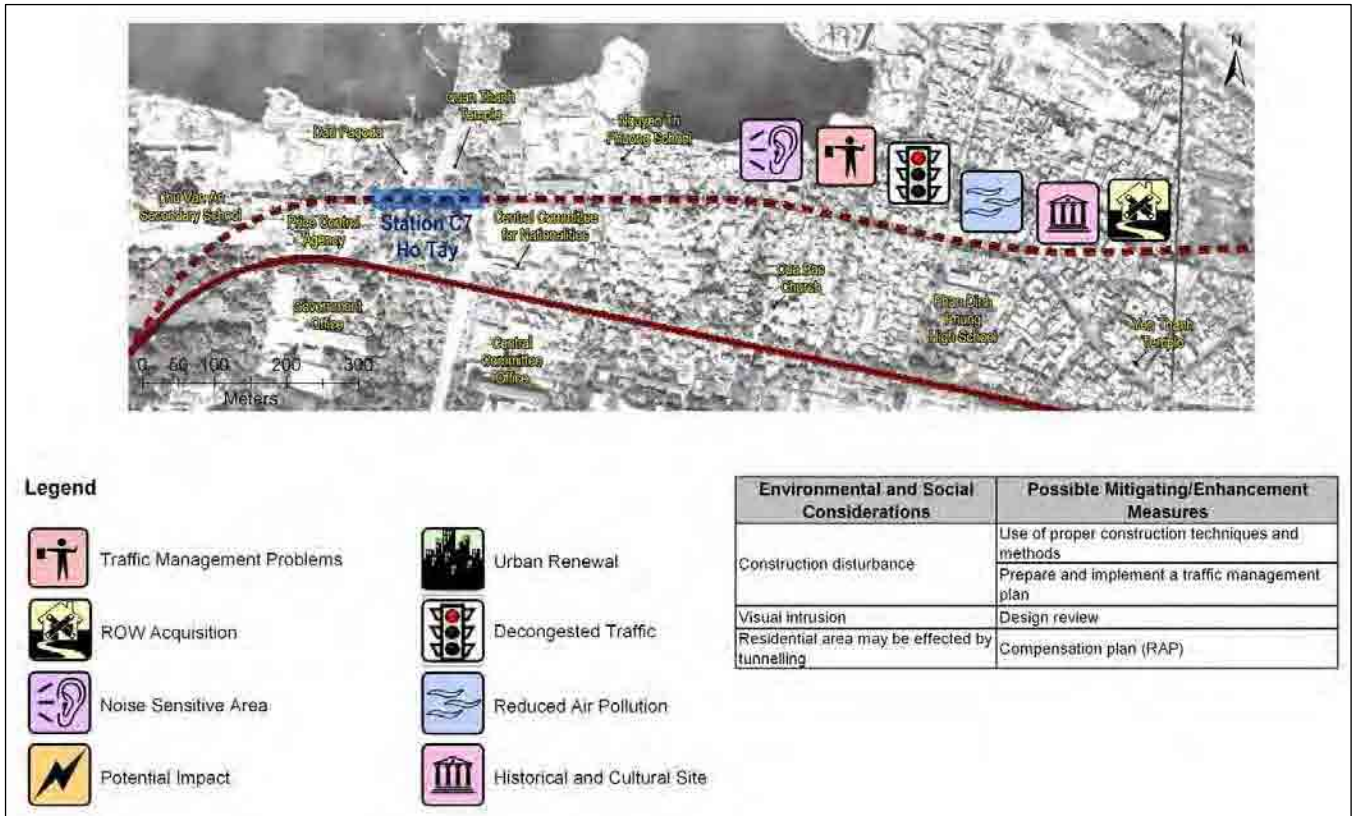 N
Quan Thanh
Temple
Dau Pagoda
Nguyen Tri
Phuong School
Chu Van An
Secondary School
Price Control
Agency
Station C7
Ho Tay
Central Committee
for Nationalities
Government
Office
Central
Committee
Office
Cua Bac
Church
Phan Dinh
Phung
High School
Yen Thanh
Temple
0 50 100 200 300
Meters
Legend
Traffic Management Problems
ROW Acquisition
Noise Sensitive Area
Potential Impact
Urban Renewal
Decongested Traffic
Reduced Air Pollution
Historical and Cultural Site
Environmental and Social
Considerations
Possible Mitigating/Enhancement
Measures
Construction disturbance
Use of proper construction techniques and
methods
Prepare and implement a traffic management
plan
Visual intrusion
Design review
Residential area may be effected by
tunnelling
Compensation plan (RAP)